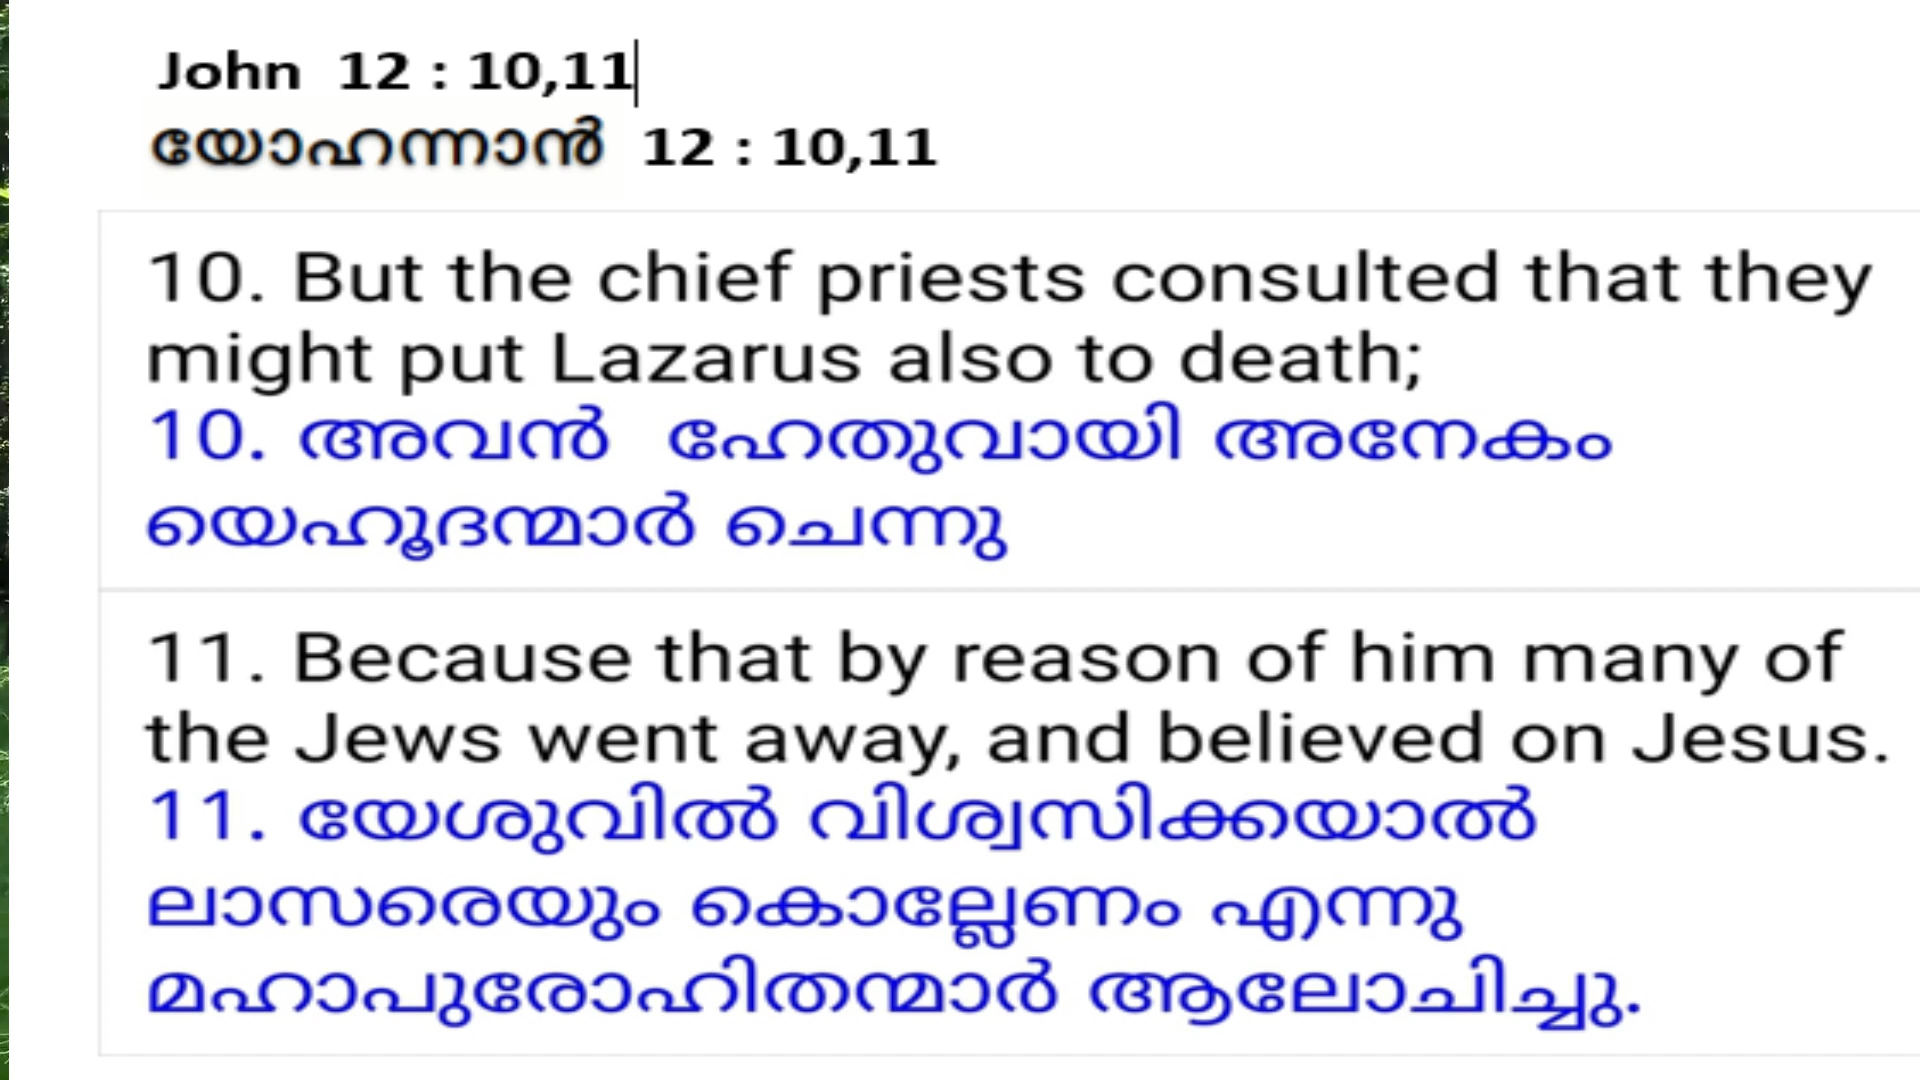 John 12 : 10,11
യോഹന്നാൻ 12 : 10,11
10. But the chief priests consulted that they
might put Lazarus also to death;
10. അവൻ ഹേതുവായി അനേകം
യെഹൂദന്മാർ ചെന്നു
11. Because that by reason of him many of
the Jews went away, and believed on Jesus.
11. യേശുവിൽ വിശ്വസിക്കയാൽ
ലാസരെയും കൊല്ലേണം എന്നു
മഹാപുരോഹിതന്മാർ ആലോചിച്ചു.